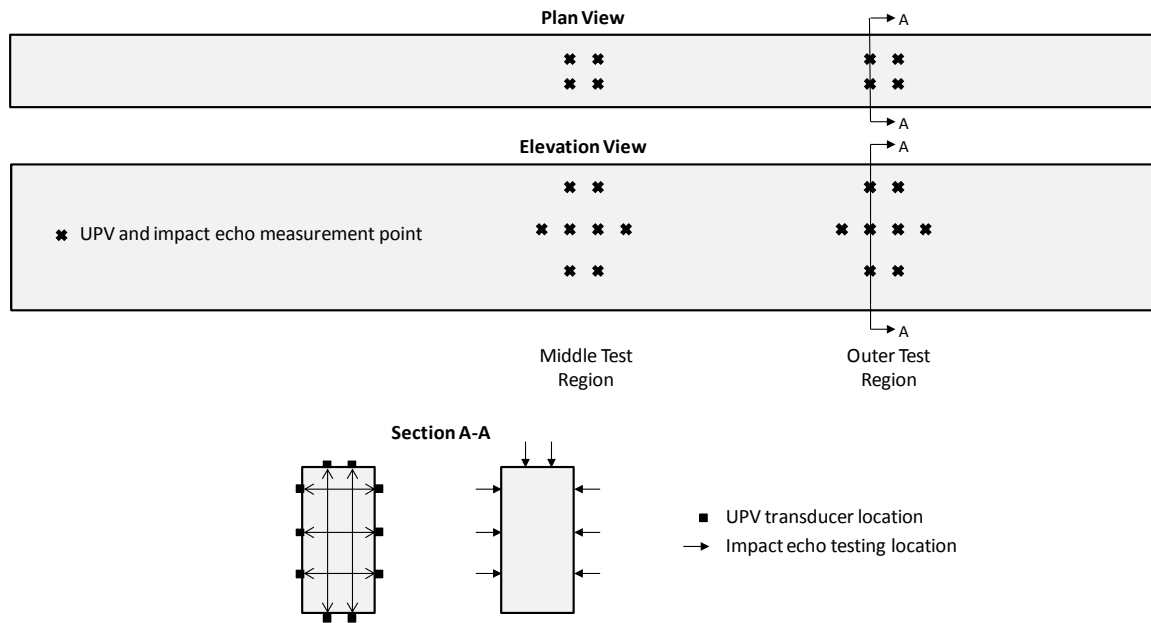 Plan View
A
A
Elevation View
A
UPV and impact echo measurement point
A
Middle Test
Region
Outer Test
Region
Section A-A
UPV transducer location
Impact echo testing location